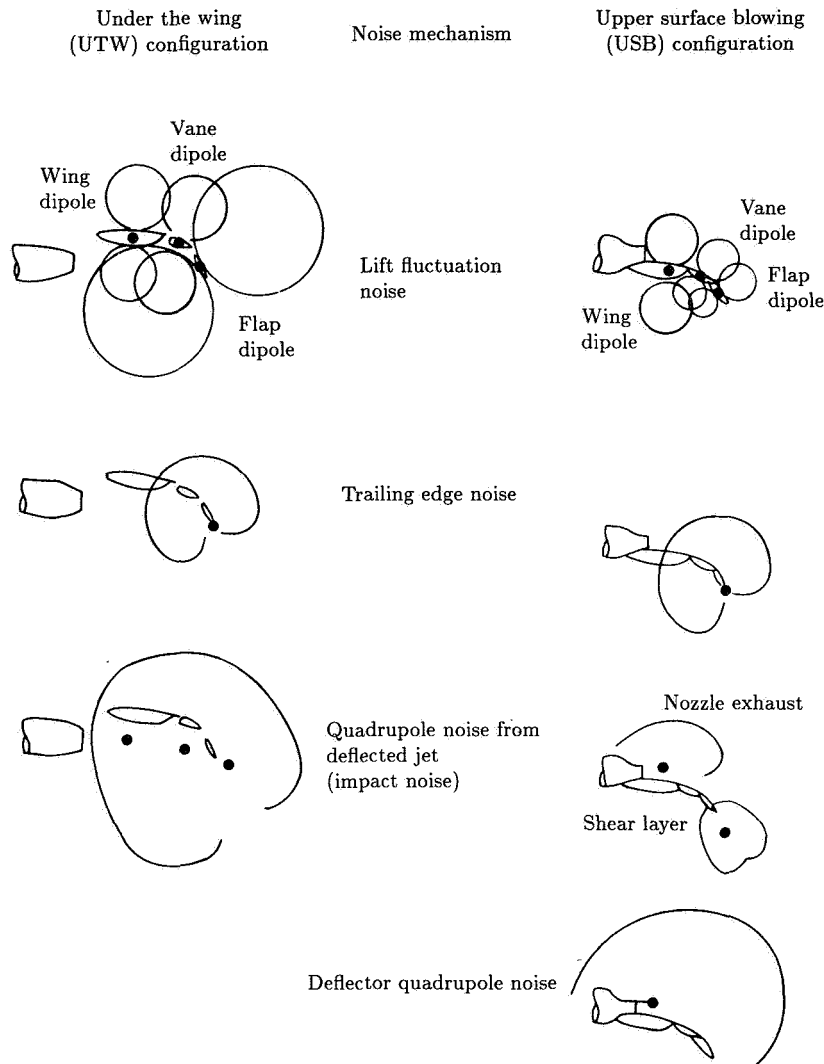 Under the wing
(UTW) configuration
Noise mechanism
Upper surface blowing
(USB) configuration
Vane
dipole
Wing
dipole
Flap
dipole
Lift fluctuation
noise
Vane
dipole
Flap
dipole
Wing
dipole
Trailing edge noise
Quadrupole noise from
deflected jet
(impact noise)
Nozzle exhaust
Shear layer
Deflector quadrupole noise